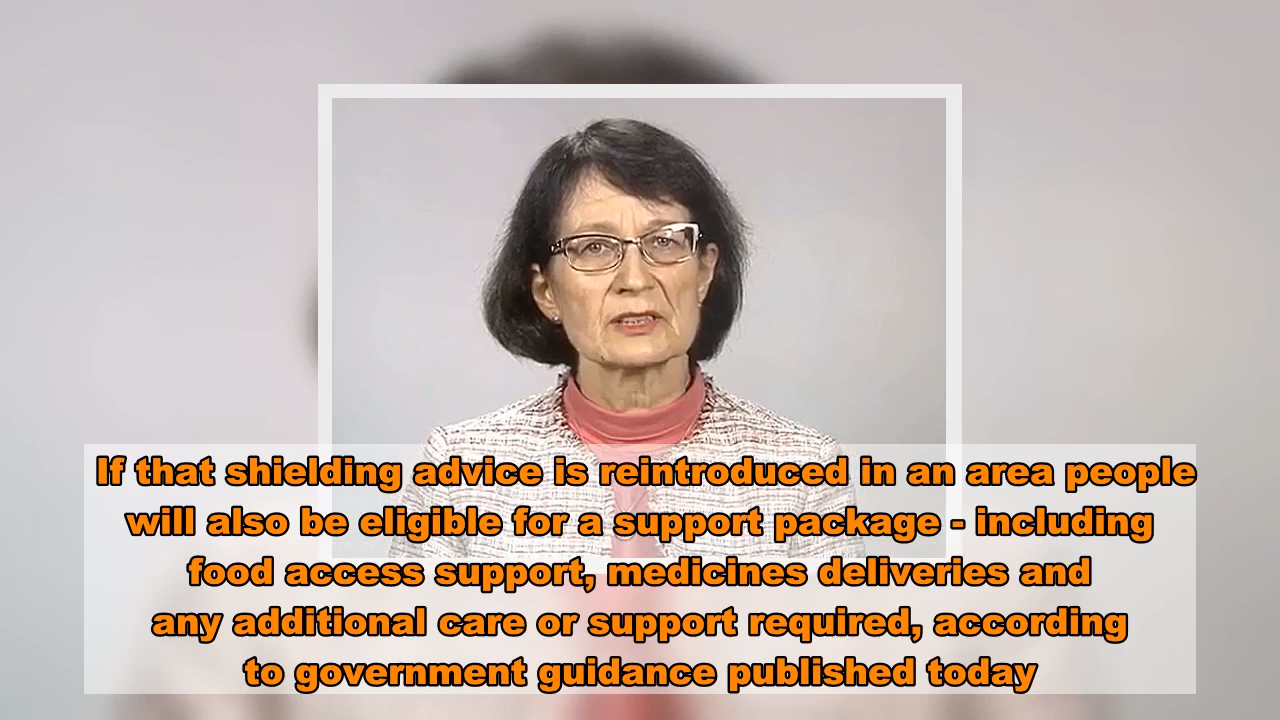 If that shielding advice is reintroduced in an area people
will also be eligible for a support package - including
food access support, medicines deliveries and
any additional care or support required, according
to government guidance published today